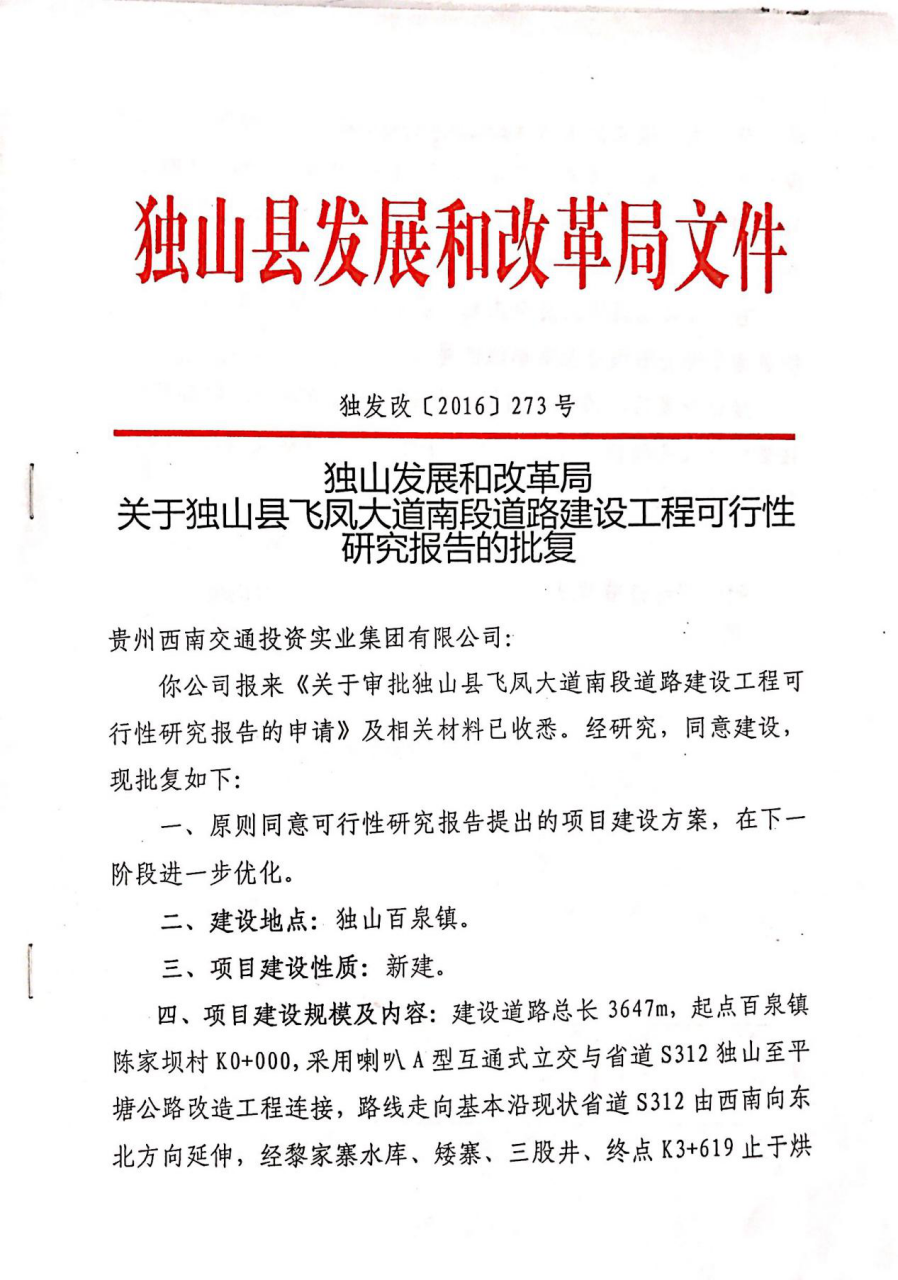 独山县发展和改革局文件
独发改〔2016〕273号
独山发展和改革局
关于独山县飞凤大道南段道路建设工程可行性
研究报告的批复
贵州西南交通投资实业集团有限公司：
你公司报来《关于审批独山县飞凤大道南段道路建设工程可
行性研究报告的申请》及相关材料已收悉。经研究，同意建设，
现批复如下：
一、原则同意可行性研究报告提出的项目建设方案，在下一
阶段进一步优化。
二、建设地点：独山百泉镇。
三、项目建设性质：新建。
四、项目建设规模及内容：建设道路总长 3647m，起点百泉镇
陈家坝村 K0+000，采用喇叭 A 型互通式立交与省道 S312 独山至平
塘公路改造工程连接，路线走向基本沿现状省道 S312 由西南向东
北方向延伸，经黎家寨水库、矮寨、三股井、终点 K3+619 止于烘